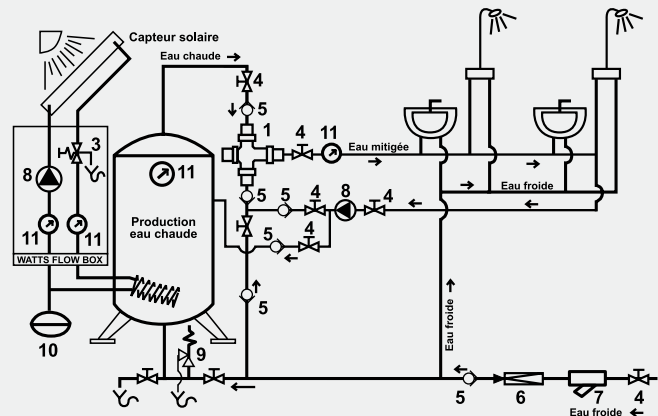 Capteur solaire
Eau chaude
4
5
1
4
11
Eau mitigée
3
8
11
11
11
WATTS FLOW BOX
Production
eau chaude
5
5
4
8
4
Eau froide
5
4
5
10
9
Eau froide
5
6
7
4
Eau froide